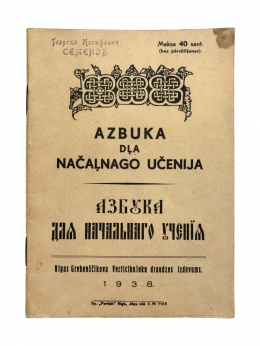 Георгий Иосифович
СЕМЕНОВ.
Maksa 40 sant.
(bez pārsūtīšanas)
AZBUKA
DĻA
NAČAĻNAGO UČENIJA
АЗБУКА
ДЛЯ НАЧАЛЬНАГО УЧЕНІЯ
Rīgas Grebenščikova Vecticībnieku draudzes izdevums.
1938.
Rīgā,